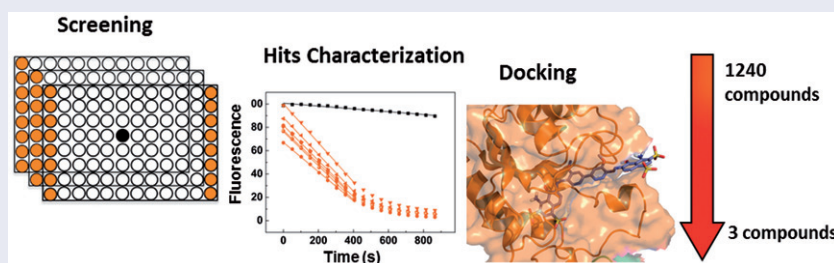 Screening
Hits Characterization
Docking
1240
compounds
3 compounds
Fluorescence
00
80
60
40
20
0
0 200 400 600 800
Time (s)